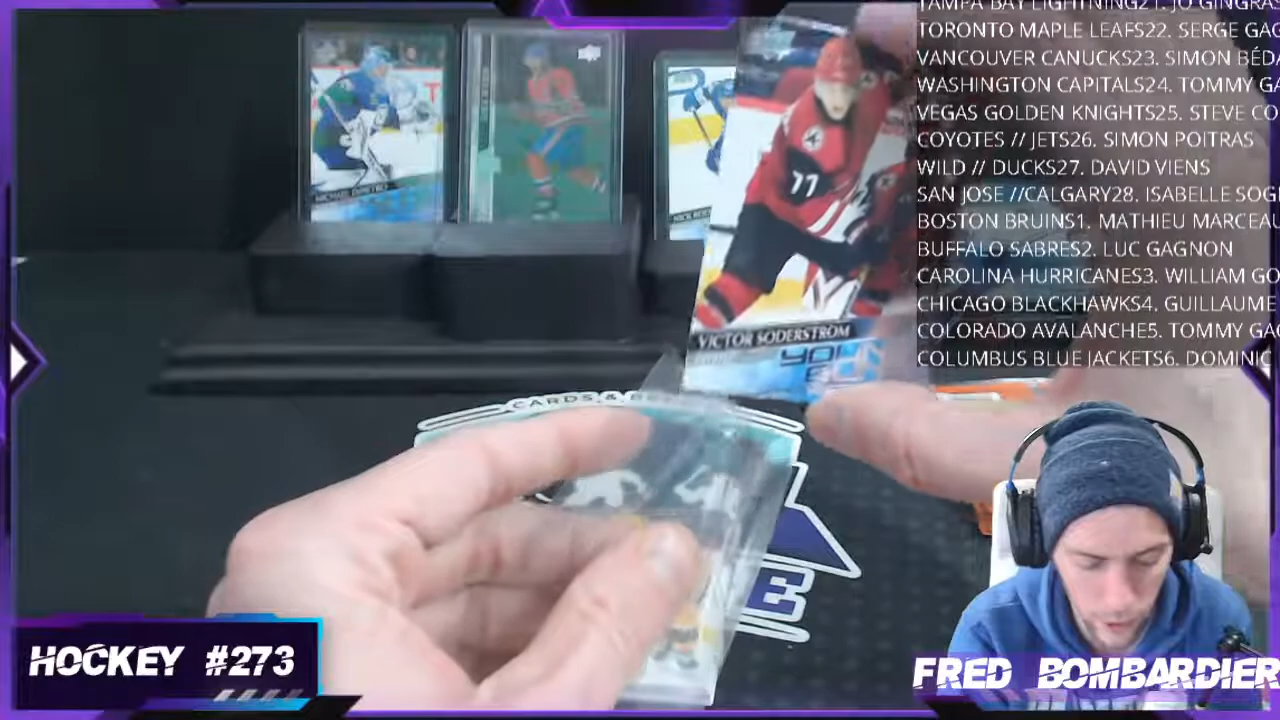 TAMPA BAY LIGHTNING21. JO GINGRAS
TORONTO MAPLE LEAFS22. SERGE GAG
VANCOUVER CANUCKS23. SIMON BÉDA
WASHINGTON CAPITALS24. TOMMY GA
VEGAS GOLDEN KNIGHTS25. STEVE CO
COYOTES // JETS26. SIMON POITRAS
WILD // DUCKS27. DAVID VIENS
SAN JOSE //CALGARY28. ISABELLE SOGI
BOSTON BRUINS1. MATHIEU MARCEAU
BUFFALO SABRES2. LUC GAGNON
CAROLINA HURRICANES3. WILLIAM GO
CHICAGO BLACKHAWKS4. GUILLAUME
COLORADO AVALANCHE5. TOMMY GAG
COLUMBUS BLUE JACKETS6. DOMINIC
77
VICTOR SODERSTROM
YOU
CARDS &
HOCKEY #273
FRED BOMBARDIER